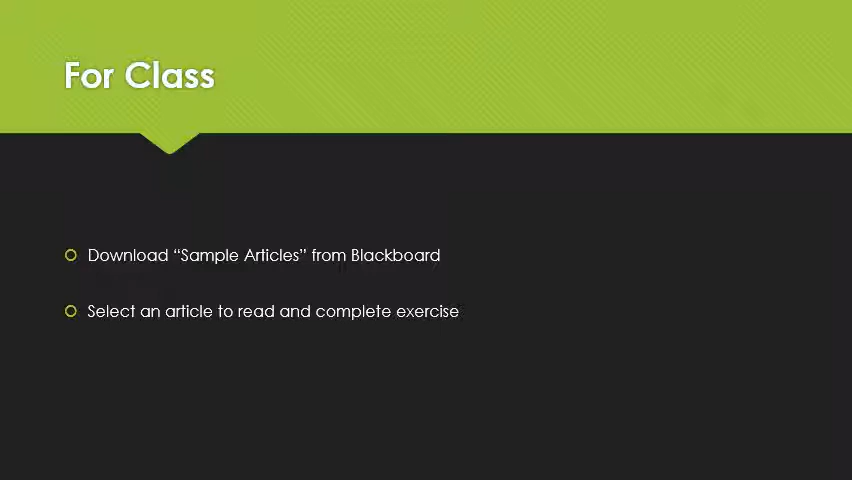 For Class
Download “Sample Articles” from Blackboard
Select an article to read and complete exercise